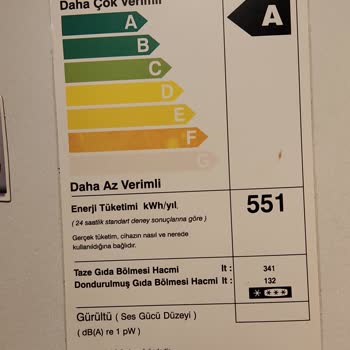 Daha Çok Verimli
A
A
B
C
D
E
F
G
Daha Az Verimli
Enerji Tüketimi kWh/yıl
551
( 24 saatlik standart deney sonuçlarına göre )
Gerçek tüketim, cihazın nasıl ve nerede
kullanıldığına bağlıdır.
Taze Gıda Bölmesi Hacmi lt : 341
Dondurulmuş Gıda Bölmesi Hacmi lt : 132
Gürültü ( Ses Gücü Düzeyi )
( dB(A) re 1 pW )